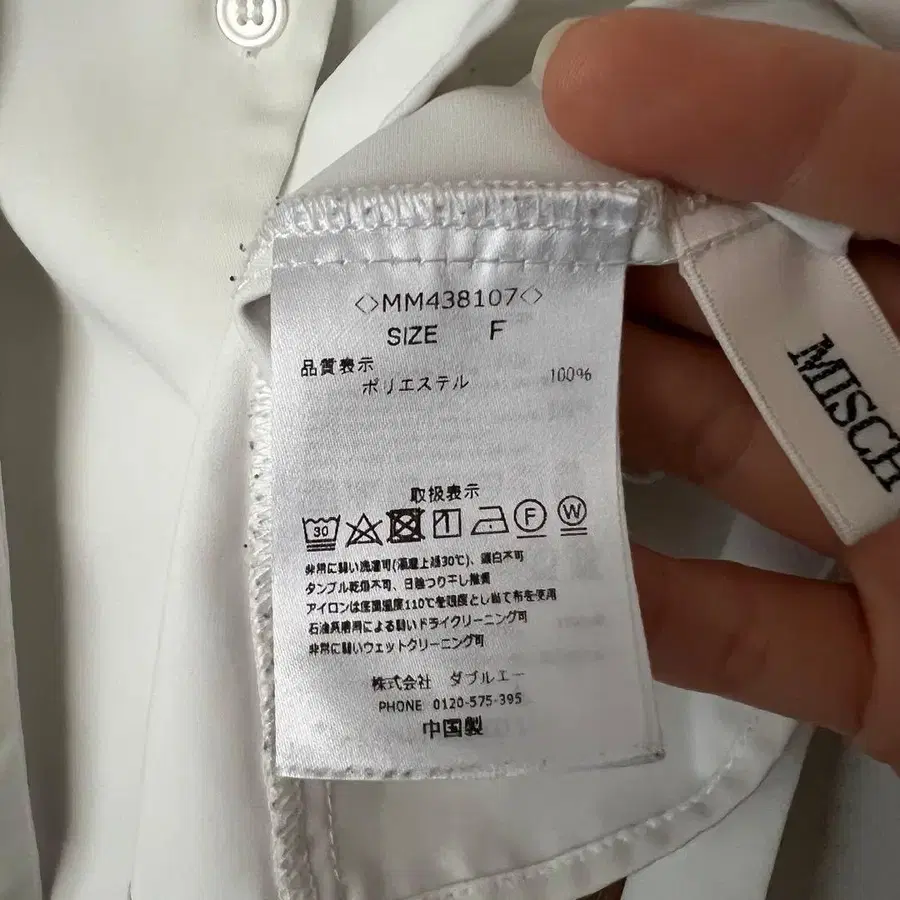 <>MM438107<>
SIZE F
品質表示
ポリエステル 100%
取扱表示
30 1 F W
非常に弱い洗濯可(液温上限30℃)、漂白不可
タンブル乾燥不可、日陰つり干し推奨
アイロンは底面温度110℃を限度とし当て布を使用
石油系溶剤による弱いドライクリーニング可
非常に弱いウェットクリーニング可
株式会社 ダブルエー
PHONE 0120-575-395
中国製
MISCH